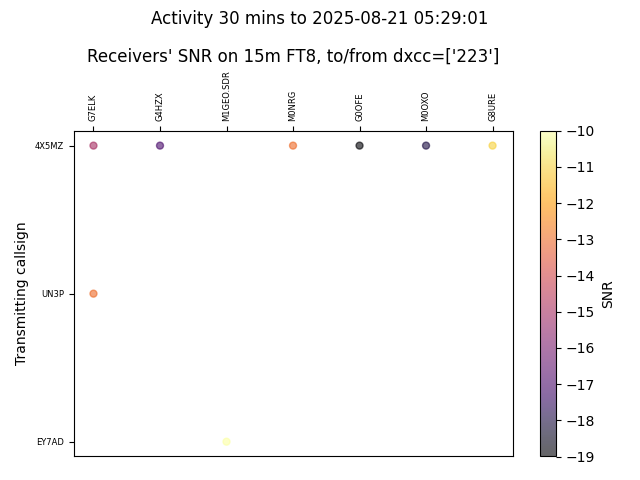 Activity 30 mins to 2025-08-21 05:29:01
Receivers' SNR on 15m FT8, to/from dxcc=['223']
G7ELK
G4HZX
M1GEO.SDR
M0NRG
G0OFE
M0OXO
G8URE
4X5MZ
UN3P
EY7AD
Transmitting callsign
−10
−11
−12
−13
−14
−15
−16
−17
−18
−19
SNR